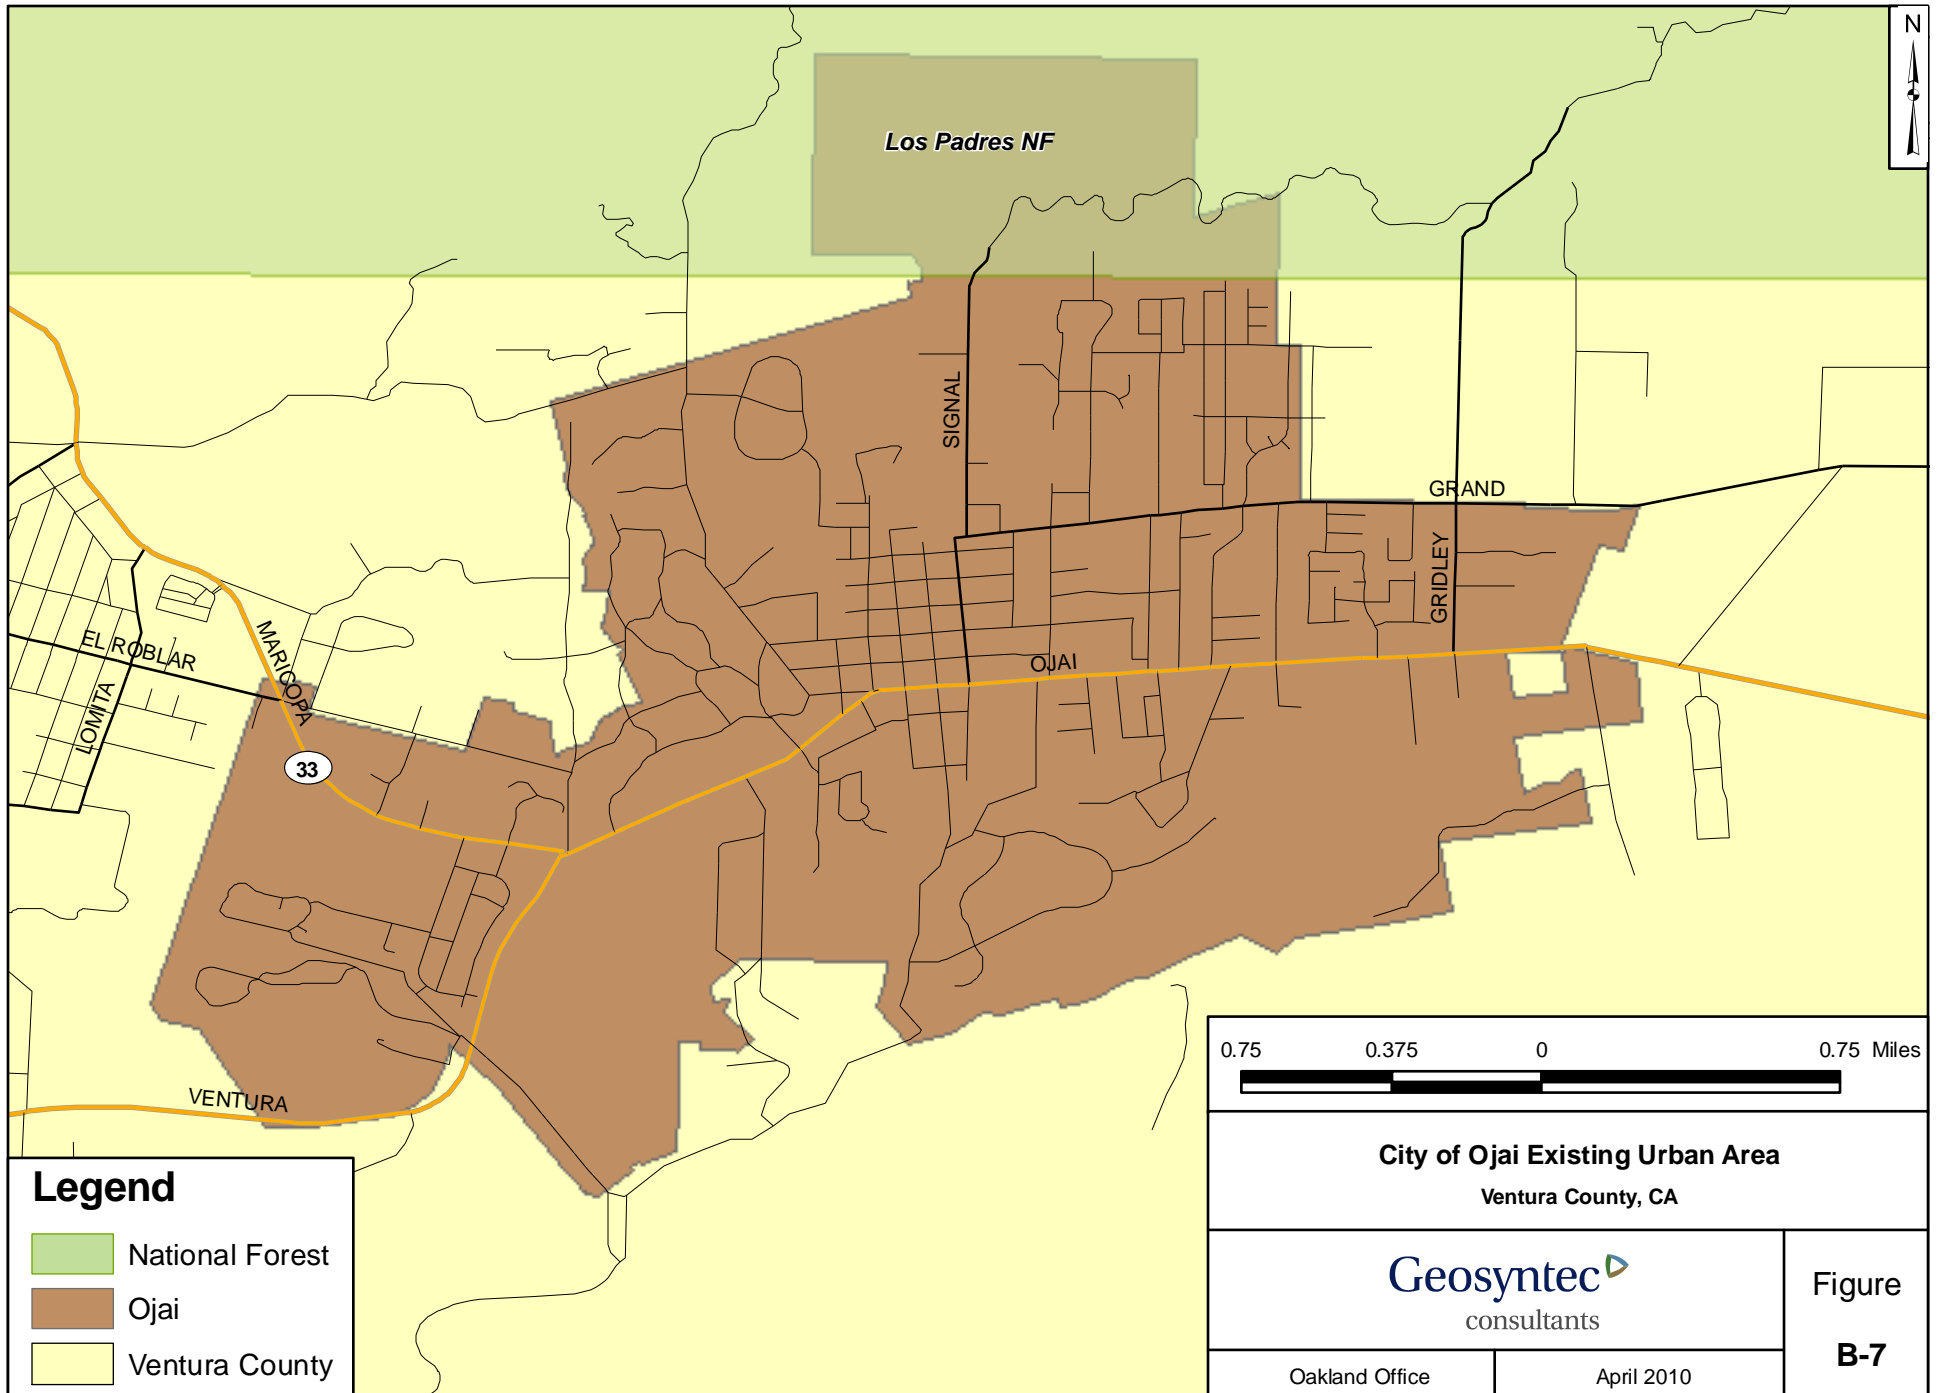 N
Los Padres NF
SIGNAL
GRAND
GRIDLEY
EL ROBLAR
MARICOPA
LOMITA
OJAI
33
VENTURA
0.75 0.375 0 0.75 Miles
City of Ojai Existing Urban Area
Ventura County, CA
Geosyntec
consultants
Figure
B-7
Oakland Office
April 2010
Legend
National Forest
Ojai
Ventura County